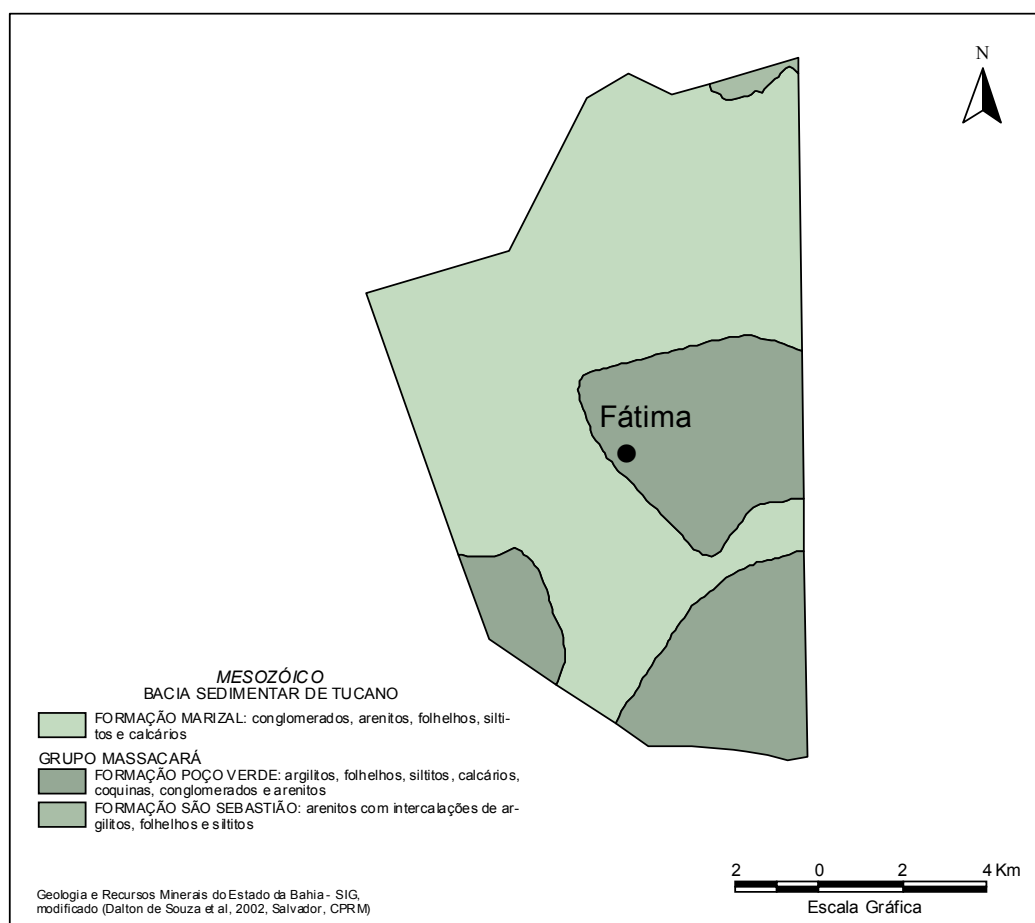 N
Fátima
MESOZÓICO
BACIA SEDIMENTAR DE TUCANO
FORMAÇÃO MARIZAL: conglomerados, arenitos, folhelhos, silti-
tos e calcários
GRUPO MASSACARÁ
FORMAÇÃO POÇO VERDE: argilitos, folhelhos, siltitos, calcários,
coquinas, conglomerados e arenitos
FORMAÇÃO SÃO SEBASTIÃO: arenitos com intercalações de ar-
gilitos, folhelhos e siltitos
Geologia e Recursos Minerais do Estado da Bahia - SIG,
modificado (Dalton de Souza et al, 2002, Salvador, CPRM)
2 0 2 4 Km
Escala Gráfica